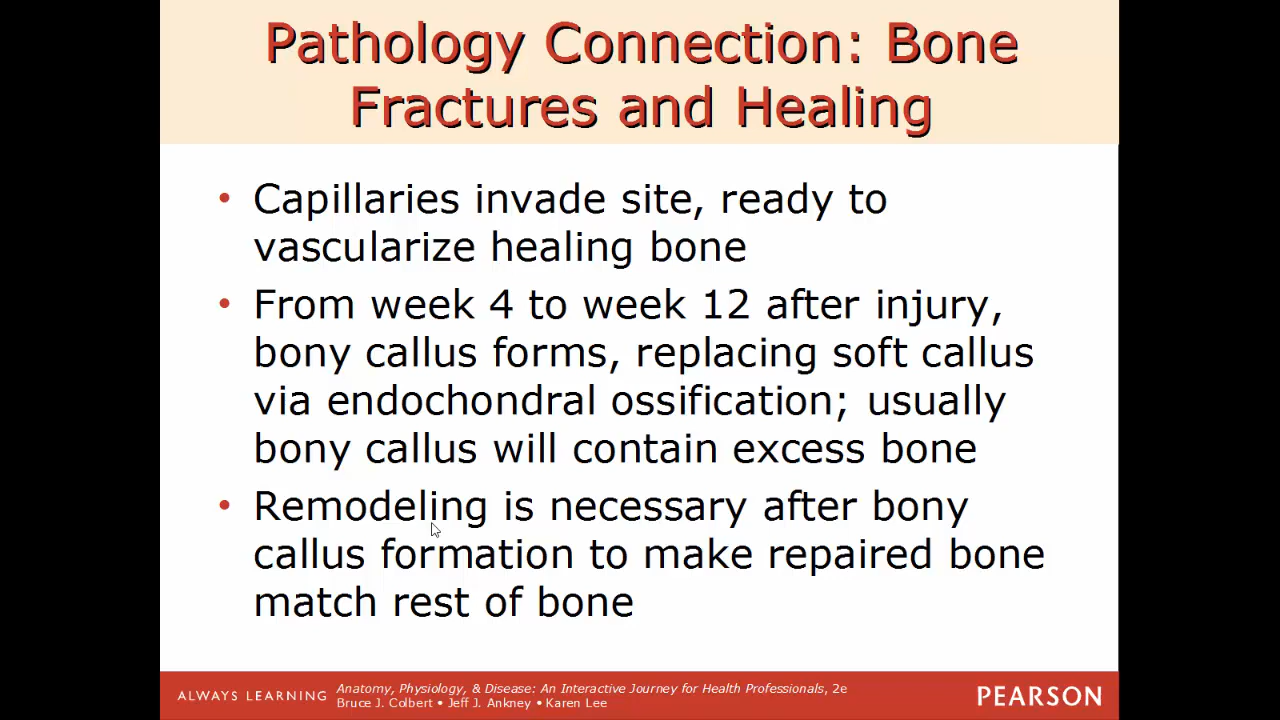 Pathology Connection: Bone
Fractures and Healing
• Capillaries invade site, ready to
vascularize healing bone
• From week 4 to week 12 after injury,
bony callus forms, replacing soft callus
via endochondral ossification; usually
bony callus will contain excess bone
• Remodeling is necessary after bony
callus formation to make repaired bone
match rest of bone
ALWAYS LEARNING
Anatomy, Physiology, & Disease: An Interactive Journey for Health Professionals, 2e
Bruce J. Colbert • Jeff J. Ankney • Karen Lee
PEARSON